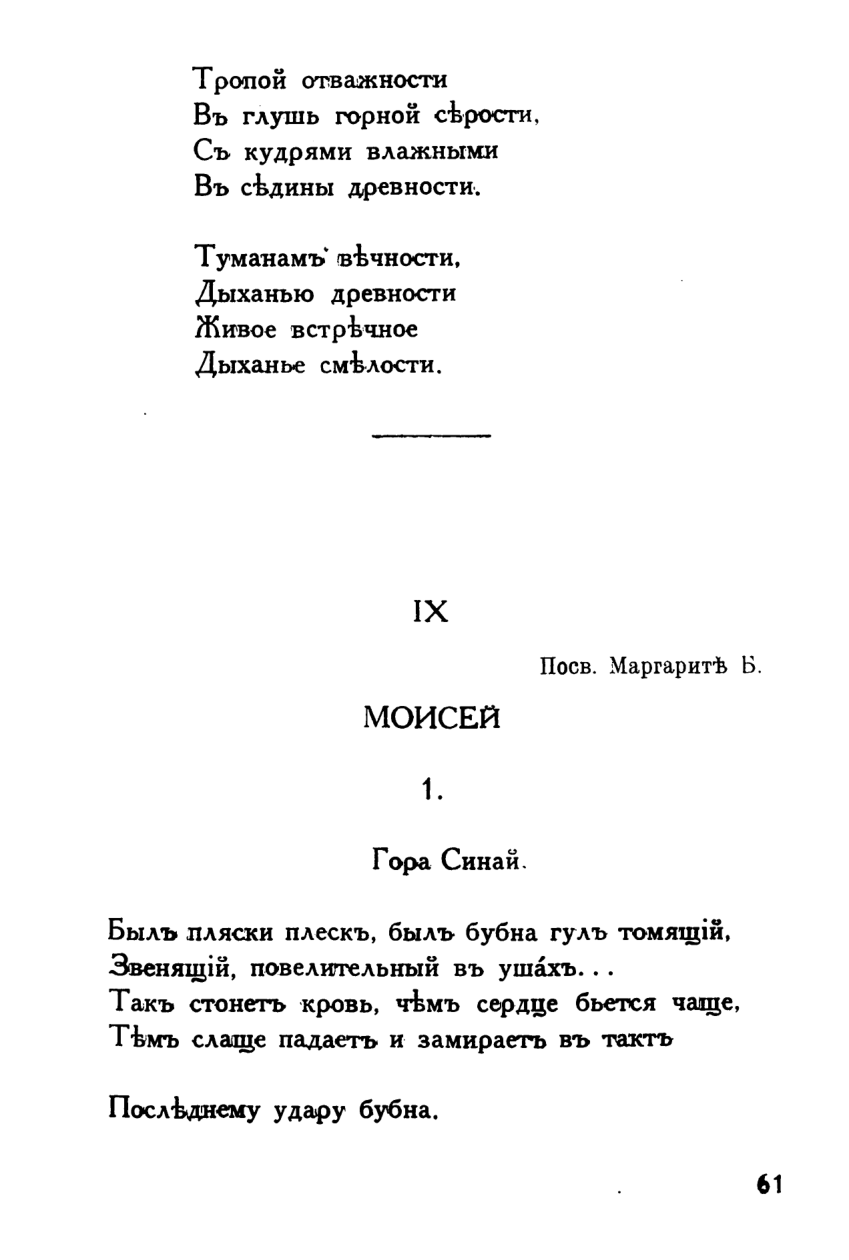 Тропой отважности
Въ глушь горной сѣрости,
Съ кудрями влажными
Въ сѣдины древности.
Туманамъ вѣчности,
Дыханью древности
Живое встрѣчное
Дыханье смѣлости.
IX
Посв. Маргаритѣ Б.
МОИСЕЙ
1.
Гора Синай.
Былъ пляски плескъ, былъ бубна гулъ томящій,
Звенящій, повелительный въ уша́хъ...
Такъ стонетъ кровь, чѣмъ сердце бьется чаще,
Тѣмъ слаще падаетъ и замираетъ въ тактъ
Послѣднему удару бубна.
61